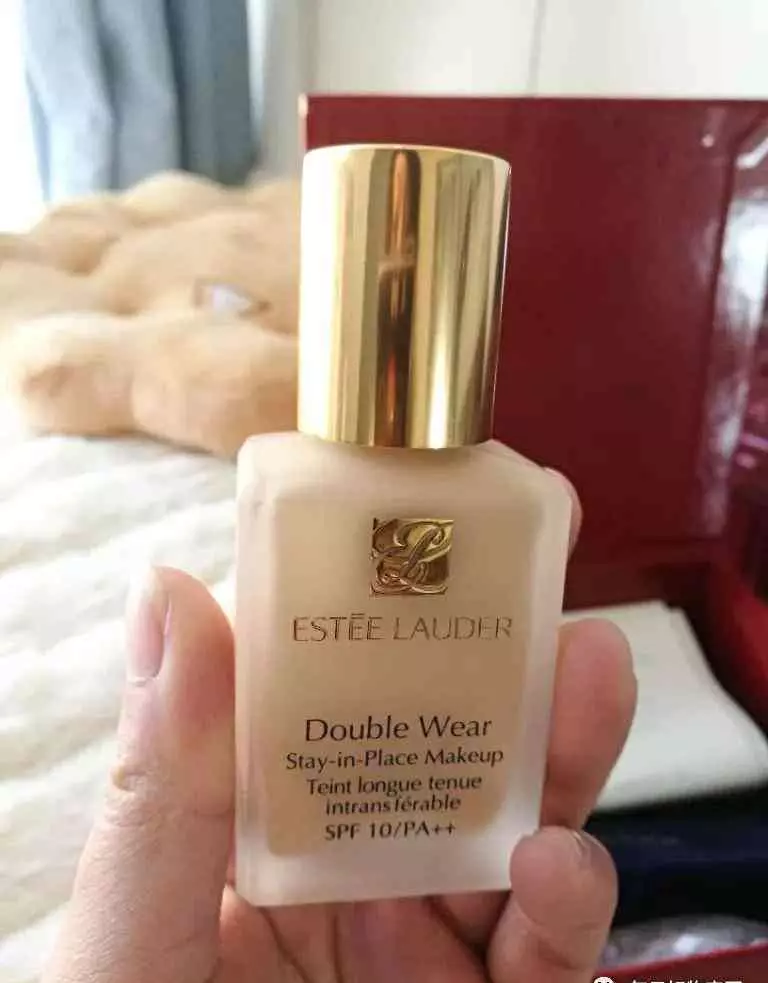 ESTĒE LAUDER
Double Wear
Stay-in-Place Makeup
Teint longue tenue
intransférable
SPF 10/PA++